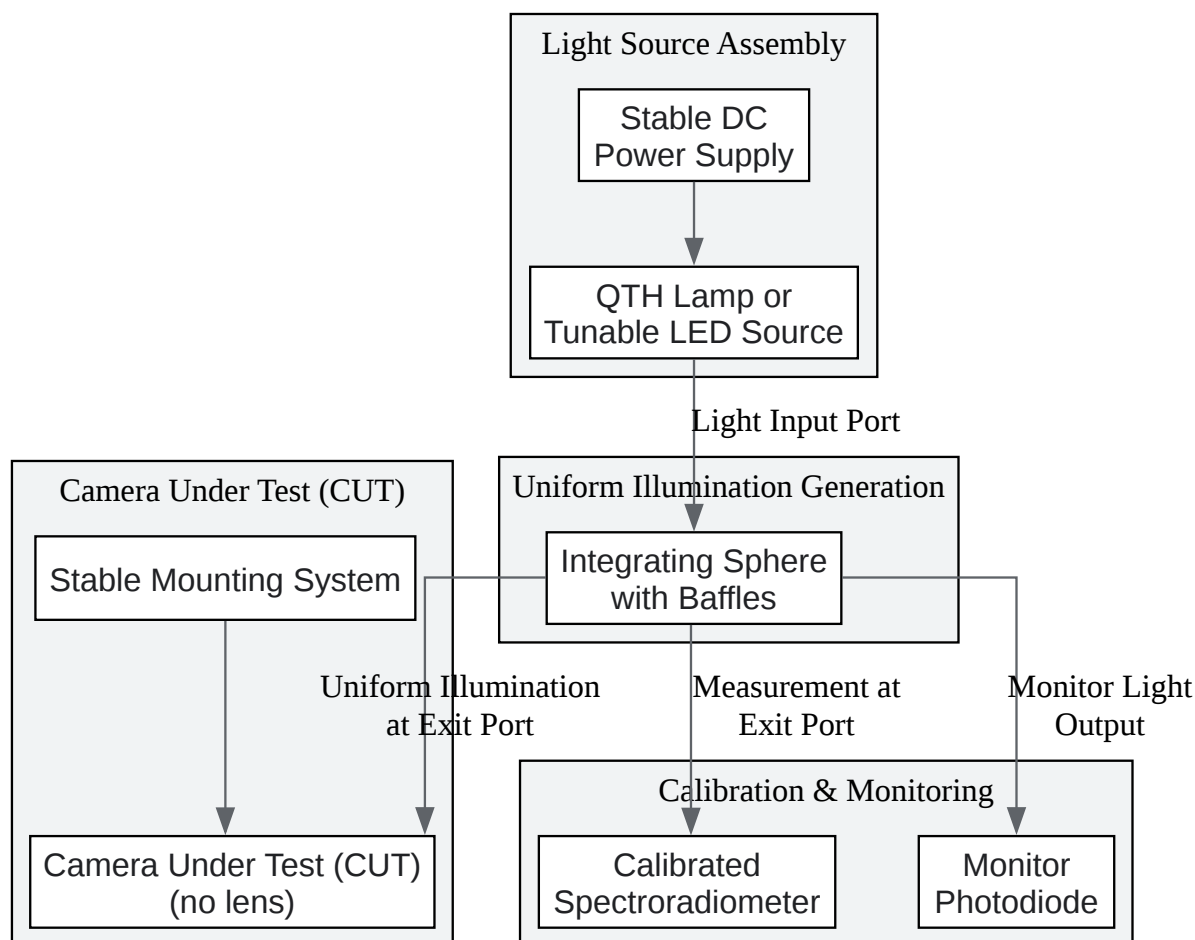 Light Source Assembly
Stable DC
Power Supply
QTH Lamp or
Tunable LED Source
Light Input Port
Camera Under Test (CUT)
Uniform Illumination Generation
Stable Mounting System
Integrating Sphere
with Baffles
Uniform Illumination
at Exit Port
Measurement at
Exit Port
Monitor Light
Output
Calibration & Monitoring
Camera Under Test (CUT)
(no lens)
Calibrated
Spectroradiometer
Monitor
Photodiode